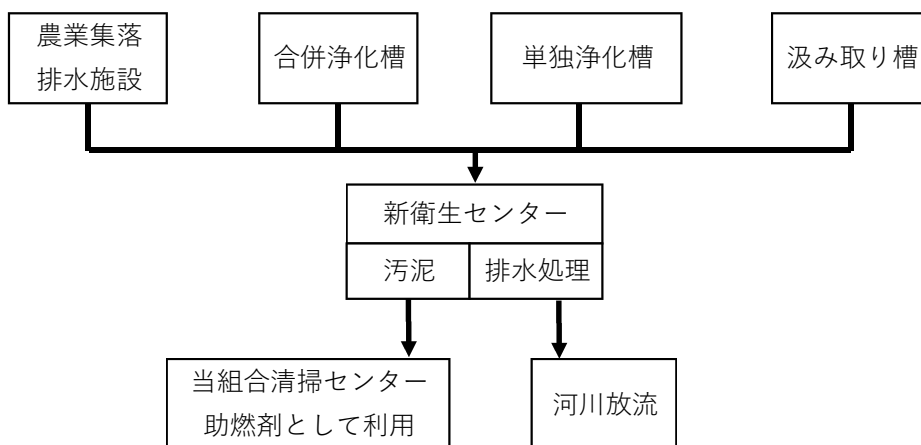 農業集落
排水施設
合併浄化槽
単独浄化槽
汲み取り槽
新衛生センター
汚泥
排水処理
当組合清掃センター
助燃剤として利用
河川放流